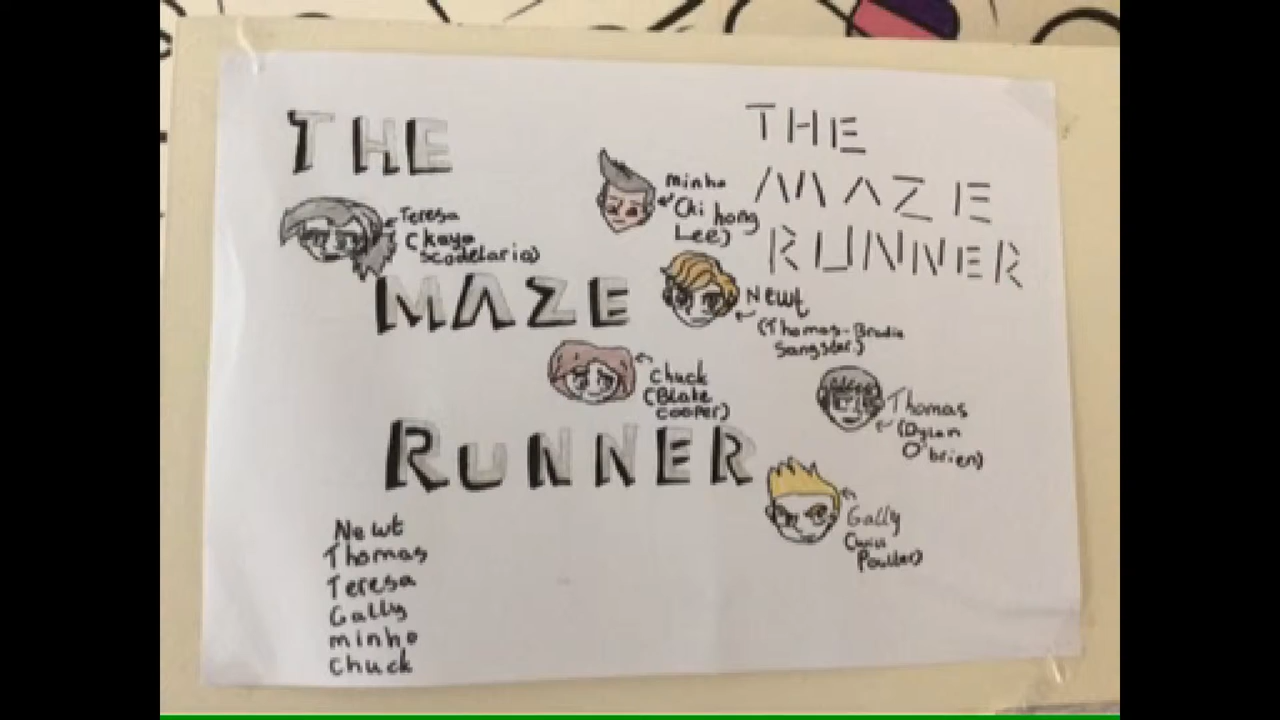 THE
MAZE
RUNNER
THE
MAZE
RUNNER
Teresa
(kaya
scodelario)
minho
(Ki hong
Lee)
Newt
(Thomas-Brodie
Sangster.)
Chuck
(Blake
cooper)
Thomas
(Dylan
O'brien)
Gally
(Will
Poulter)
Newt
Thomas
Teresa
Gally
minho
chuck